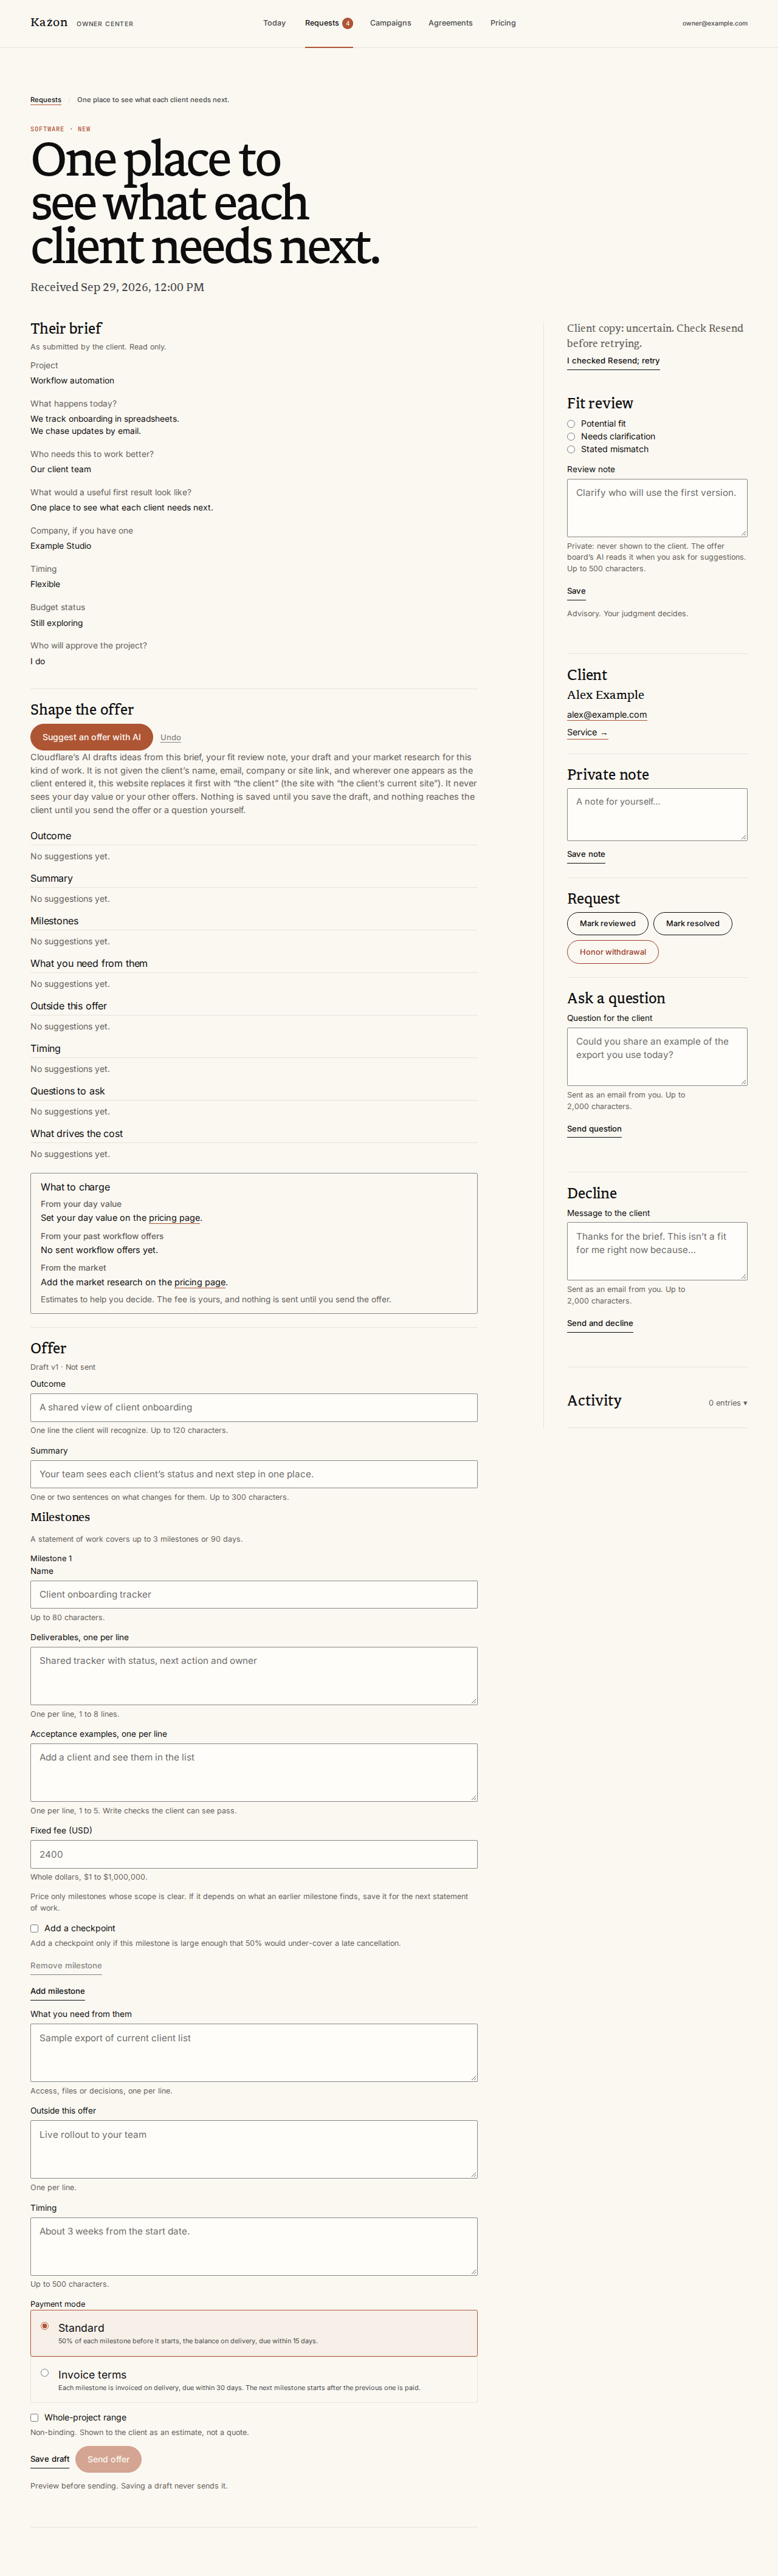 Kazon OWNER CENTER
Today Requests 4 Campaigns Agreements Pricing
owner@example.com
Requests / One place to see what each client needs next.
SOFTWARE · NEW
One place to
see what each
client needs next.
Received Sep 29, 2026, 12:00 PM
Their brief
As submitted by the client. Read only.
Project
Workflow automation
What happens today?
We track onboarding in spreadsheets.
We chase updates by email.
Who needs this to work better?
Our client team
What would a useful first result look like?
One place to see what each client needs next.
Company, if you have one
Example Studio
Timing
Flexible
Budget status
Still exploring
Who will approve the project?
I do
Shape the offer
Suggest an offer with AI Undo
Cloudflare’s AI drafts ideas from this brief, your fit review note, your draft and your market research for this
kind of work. It is not given the client’s name, email, company or site link, and wherever one appears as the
client entered it, this website replaces it first with “the client” (the site with “the client’s current site”). It never
sees your day value or your other offers. Nothing is saved until you save the draft, and nothing reaches the
client until you send the offer or a question yourself.
Outcome
No suggestions yet.
Summary
No suggestions yet.
Milestones
No suggestions yet.
What you need from them
No suggestions yet.
Outside this offer
No suggestions yet.
Timing
No suggestions yet.
Questions to ask
No suggestions yet.
What drives the cost
No suggestions yet.
What to charge
From your day value
Set your day value on the pricing page.
From your past workflow offers
No sent workflow offers yet.
From the market
Add the market research on the pricing page.
Estimates to help you decide. The fee is yours, and nothing is sent until you send the offer.
Offer
Draft v1 · Not sent
Outcome
A shared view of client onboarding
One line the client will recognize. Up to 120 characters.
Summary
Your team sees each client’s status and next step in one place.
One or two sentences on what changes for them. Up to 300 characters.
Milestones
A statement of work covers up to 3 milestones or 90 days.
Milestone 1
Name
Client onboarding tracker
Up to 80 characters.
Deliverables, one per line
Shared tracker with status, next action and owner
One per line, 1 to 8 lines.
Acceptance examples, one per line
Add a client and see them in the list
One per line, 1 to 5. Write checks the client can see pass.
Fixed fee (USD)
2400
Whole dollars, $1 to $1,000,000.
Price only milestones whose scope is clear. If it depends on what an earlier milestone finds, save it for the next statement
of work.
Add a checkpoint
Add a checkpoint only if this milestone is large enough that 50% would under-cover a late cancellation.
Remove milestone
Add milestone
What you need from them
Sample export of current client list
Access, files or decisions, one per line.
Outside this offer
Live rollout to your team
One per line.
Timing
About 3 weeks from the start date.
Up to 500 characters.
Payment mode
Standard
50% of each milestone before it starts, the balance on delivery, due within 15 days.
Invoice terms
Each milestone is invoiced on delivery, due within 30 days. The next milestone starts after the previous one is paid.
Whole-project range
Non-binding. Shown to the client as an estimate, not a quote.
Save draft Send offer
Preview before sending. Saving a draft never sends it.
Client copy: uncertain. Check Resend
before retrying.
I checked Resend; retry
Fit review
Potential fit
Needs clarification
Stated mismatch
Review note
Clarify who will use the first version.
Private: never shown to the client. The offer
board’s AI reads it when you ask for suggestions.
Up to 500 characters.
Save
Advisory. Your judgment decides.
Client
Alex Example
alex@example.com
Service →
Private note
A note for yourself…
Save note
Request
Mark reviewed Mark resolved
Honor withdrawal
Ask a question
Question for the client
Could you share an example of the
export you use today?
Sent as an email from you. Up to
2,000 characters.
Send question
Decline
Message to the client
Thanks for the brief. This isn’t a fit
for me right now because…
Sent as an email from you. Up to
2,000 characters.
Send and decline
Activity 0 entries ▾